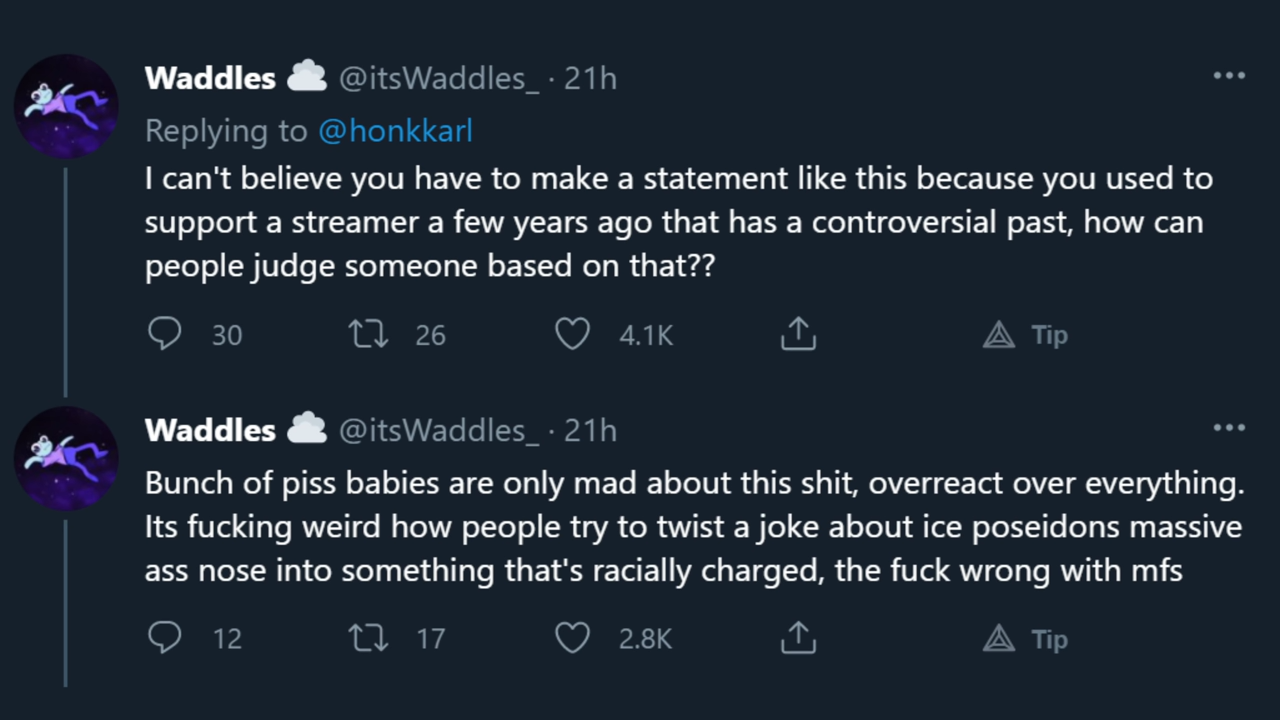 Waddles ☁️ @itsWaddles_ · 21h
Replying to @honkkarl
I can't believe you have to make a statement like this because you used to
support a streamer a few years ago that has a controversial past, how can
people judge someone based on that??
30 26 4.1K Tip
Waddles ☁️ @itsWaddles_ · 21h
Bunch of piss babies are only mad about this shit, overreact over everything.
Its fucking weird how people try to twist a joke about ice poseidons massive
ass nose into something that's racially charged, the fuck wrong with mfs
12 17 2.8K Tip